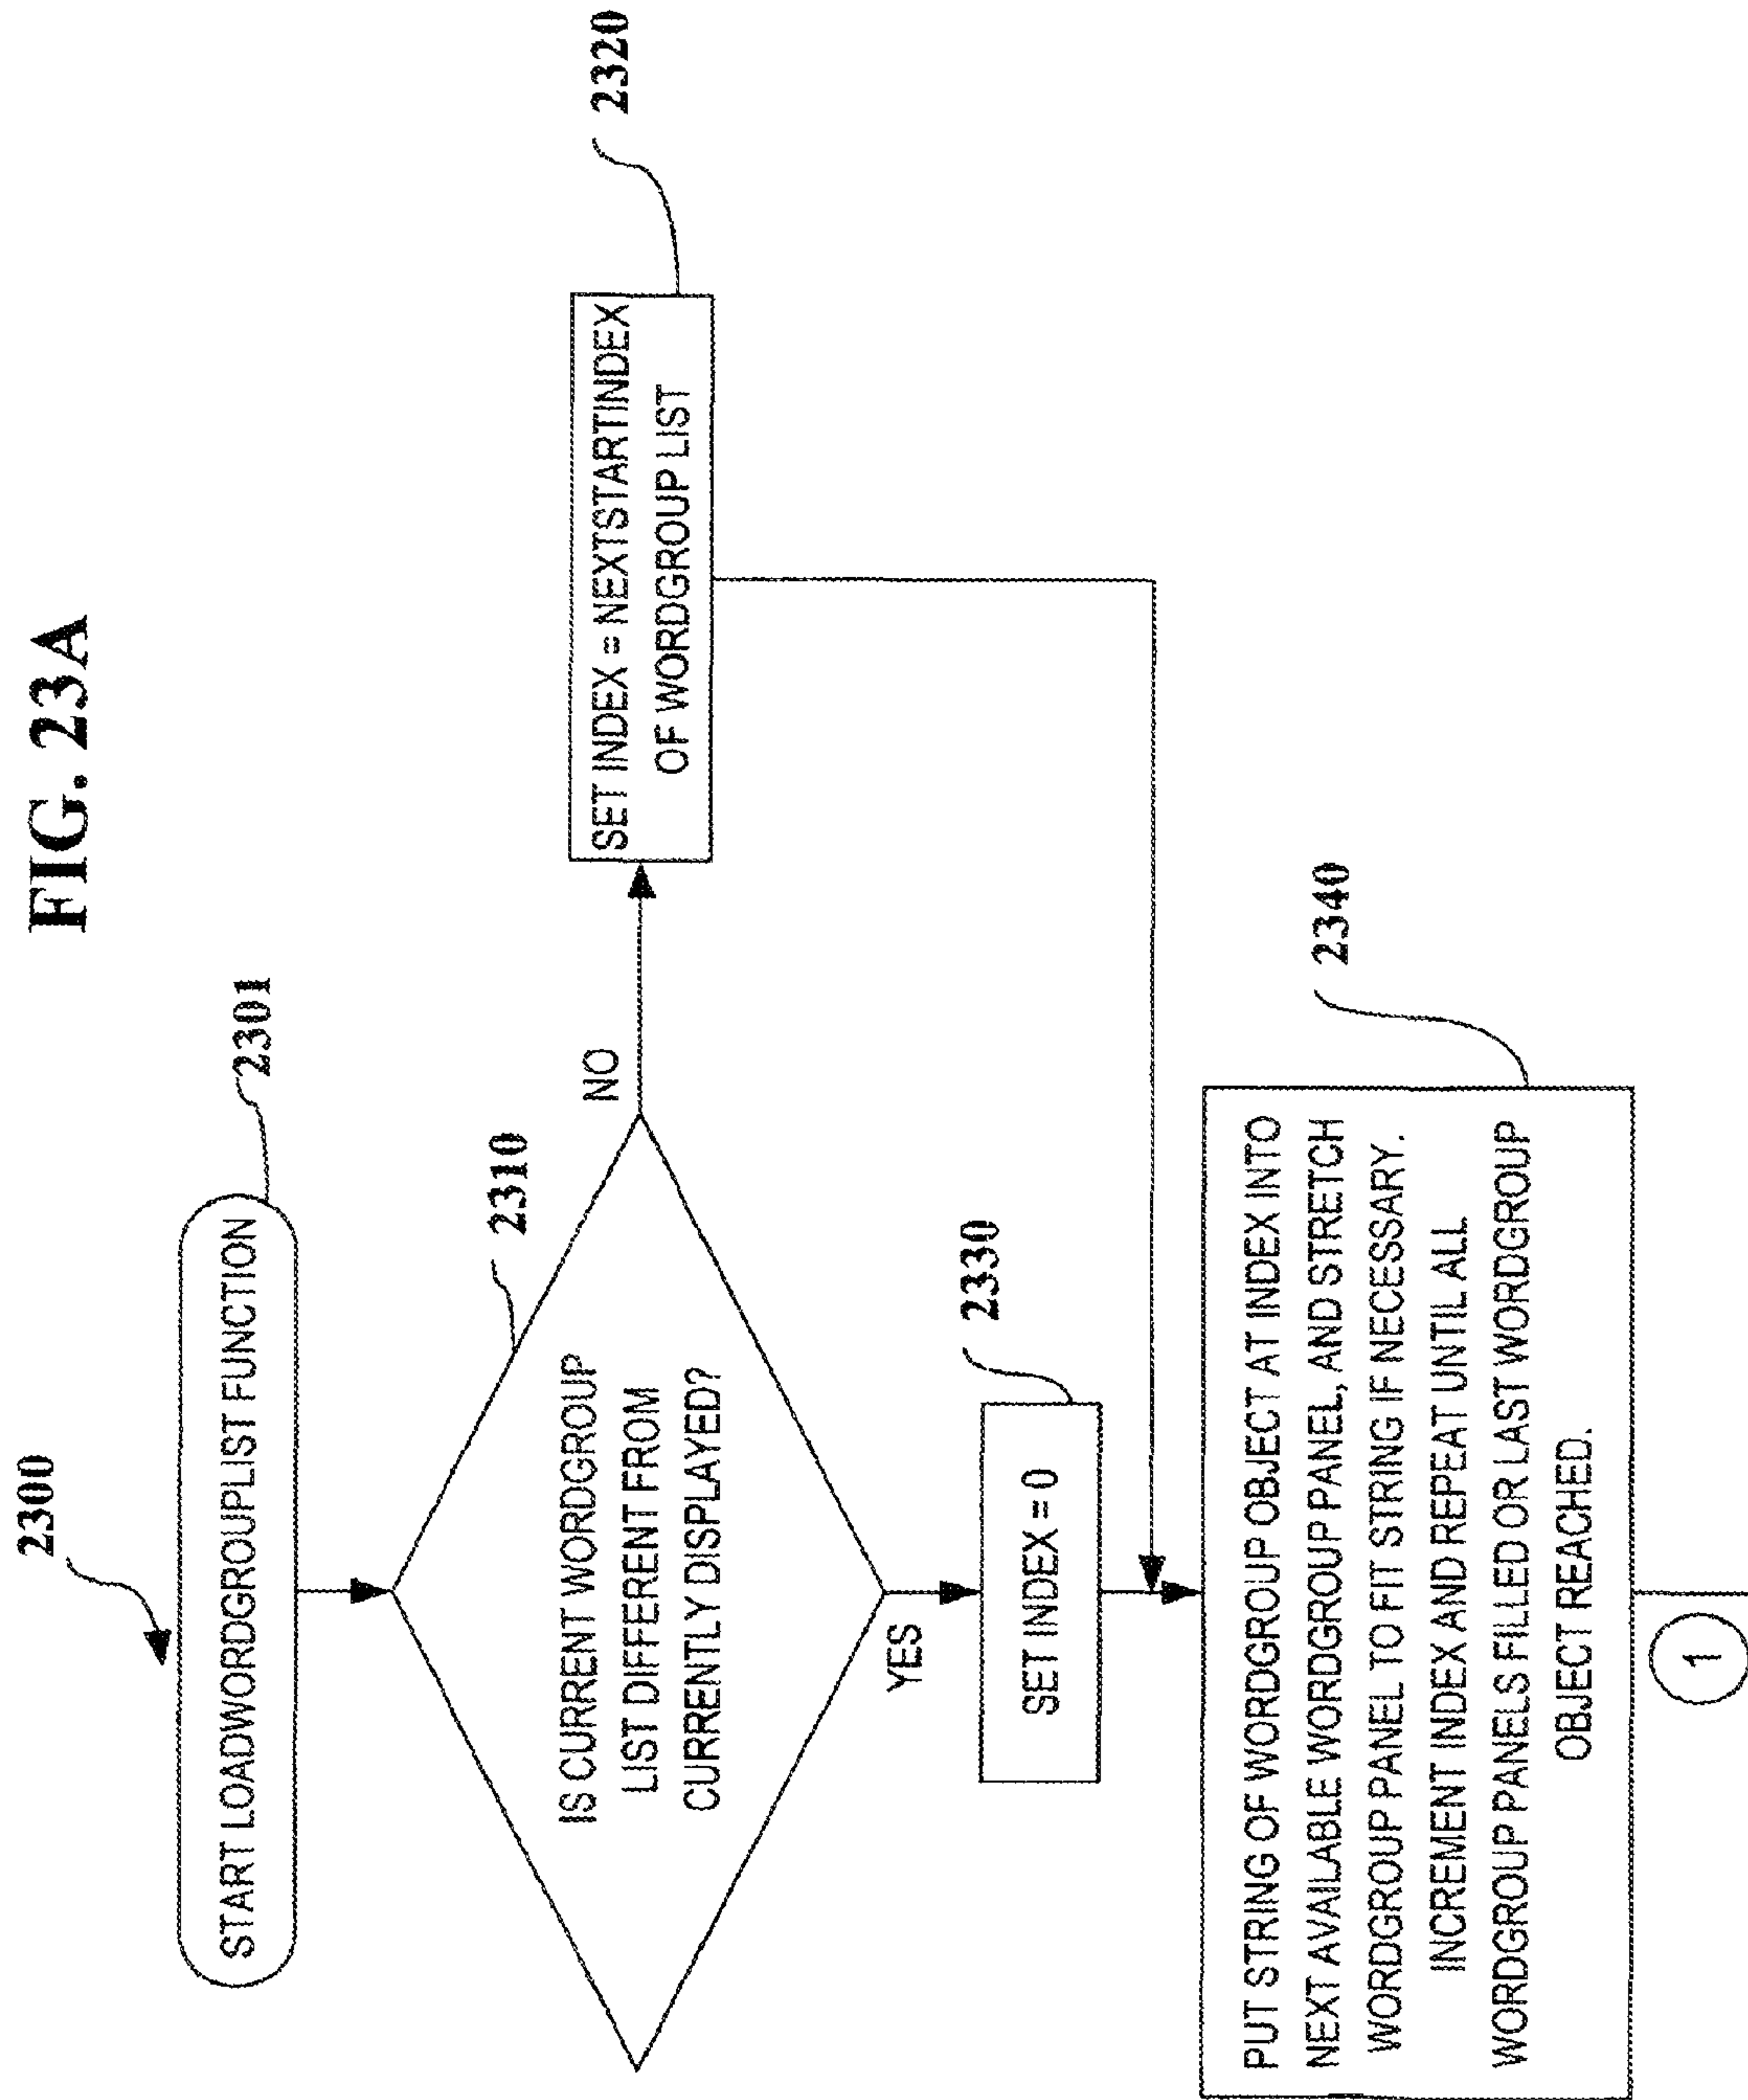 FIG. 23A
2300
START LOADWORDGROUPLIST FUNCTION
2301
2310
IS CURRENT WORDGROUP
LIST DIFFERENT FROM
CURRENTLY DISPLAYED?
NO
SET INDEX = NEXTSTARTINDEX
OF WORDGROUP LIST
2320
YES
2330
SET INDEX = 0
2340
PUT STRING OF WORDGROUP OBJECT AT INDEX INTO
NEXT AVAILABLE WORDGROUP PANEL, AND STRETCH
WORDGROUP PANEL TO FIT STRING IF NECESSARY.
INCREMENT INDEX AND REPEAT UNTIL ALL
WORDGROUP PANELS FILLED OR LAST WORDGROUP
OBJECT REACHED.
1